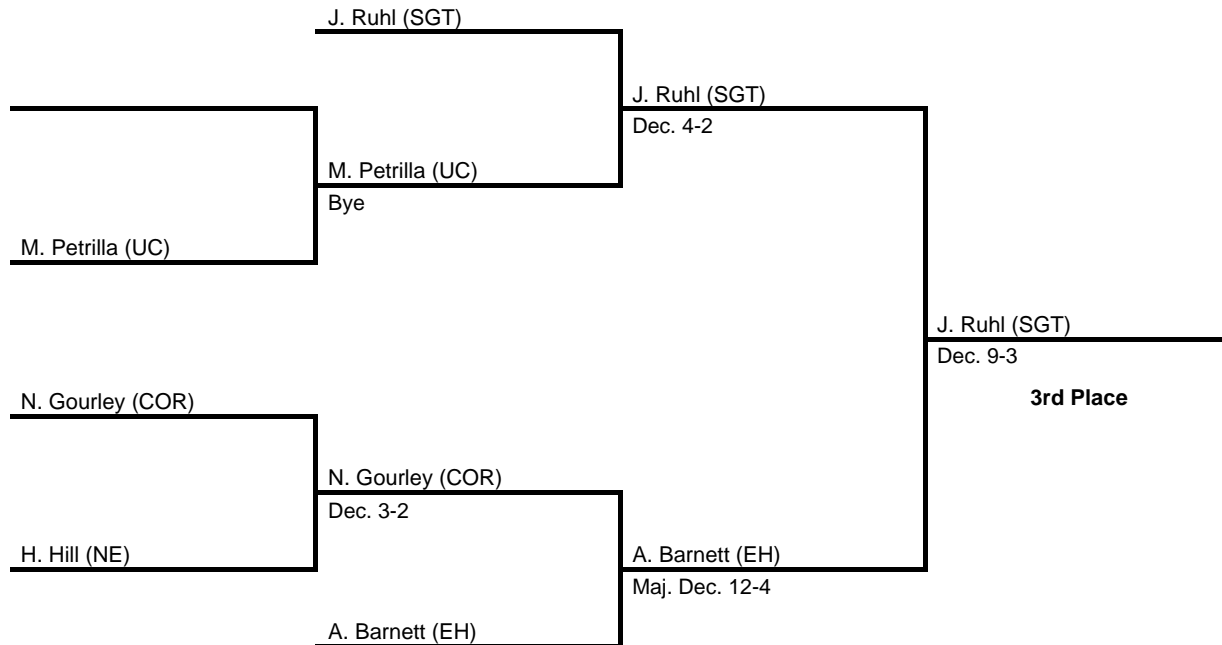 J. Ruhl (SGT)
J. Ruhl (SGT)
Dec. 4-2
M. Petrilla (UC)
Bye
M. Petrilla (UC)
J. Ruhl (SGT)
Dec. 9-3
3rd Place
N. Gourley (COR)
N. Gourley (COR)
Dec. 3-2
H. Hill (NE)
A. Barnett (EH)
Maj. Dec. 12-4
A. Barnett (EH)